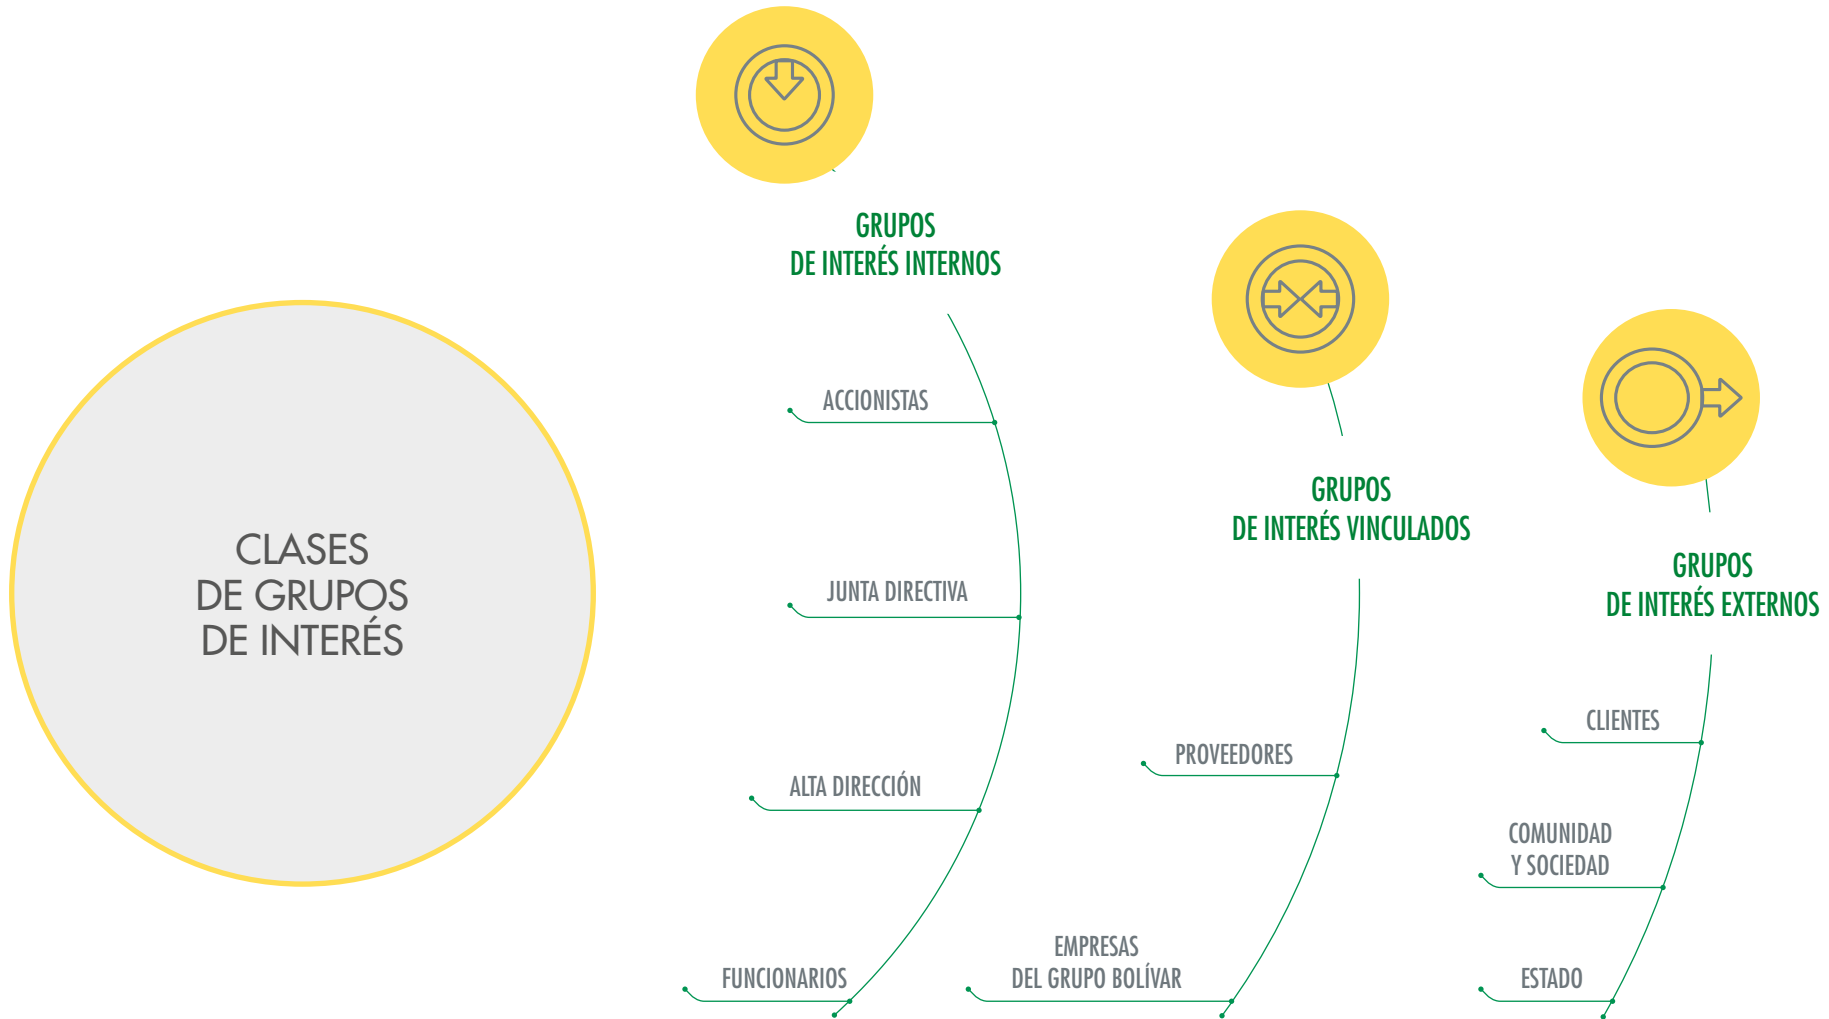 CLASES
DE GRUPOS
DE INTERÉS
GRUPOS
DE INTERÉS INTERNOS
ACCIONISTAS
JUNTA DIRECTIVA
ALTA DIRECCIÓN
FUNCIONARIOS
GRUPOS
DE INTERÉS VINCULADOS
PROVEEDORES
EMPRESAS
DEL GRUPO BOLÍVAR
GRUPOS
DE INTERÉS EXTERNOS
CLIENTES
COMUNIDAD
Y SOCIEDAD
ESTADO